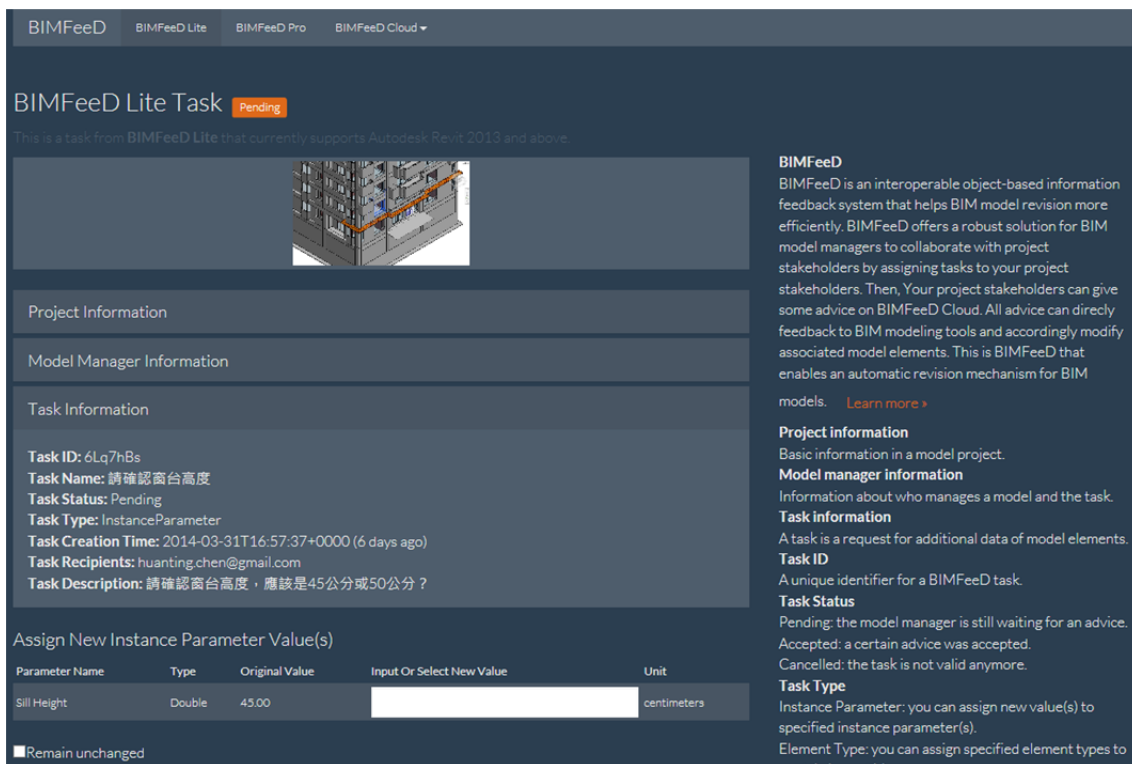 BIMFeeD BIMFeeD Lite BIMFeeD Pro BIMFeeD Cloud
BIMFeeD Lite Task Pending
This is a task from BIMFeeD Lite that currently supports Autodesk Revit 2013 and above.
Project Information
Model Manager Information
Task Information
Task ID: 6Lq7hBs
Task Name: 請確認窗台高度
Task Status: Pending
Task Type: InstanceParameter
Task Creation Time: 2014-03-31T16:57:37+0000 (6 days ago)
Task Recipients: huanting.chen@gmail.com
Task Description: 請確認窗台高度，應該是45公分或50公分？
Assign New Instance Parameter Value(s)
Parameter Name Type Original Value Input Or Select New Value Unit
Sill Height Double 45.00 centimeters
Remain unchanged
BIMFeeD
BIMFeeD is an interoperable object-based information
feedback system that helps BIM model revision more
efficiently. BIMFeeD offers a robust solution for BIM
model managers to collaborate with project
stakeholders by assigning tasks to your project
stakeholders. Then, Your project stakeholders can give
some advice on BIMFeeD Cloud. All advice can direcly
feedback to BIM modeling tools and accordingly modify
associated model elements. This is BIMFeeD that
enables an automatic revision mechanism for BIM
models. Learn more »
Project information
Basic information in a model project.
Model manager information
Information about who manages a model and the task.
Task information
A task is a request for additional data of model elements.
Task ID
A unique identifier for a BIMFeeD task.
Task Status
Pending: the model manager is still waiting for an advice.
Accepted: a certain advice was accepted.
Cancelled: the task is not valid anymore.
Task Type
Instance Parameter: you can assign new value(s) to
specified instance parameter(s).
Element Type: you can assign specified element types to